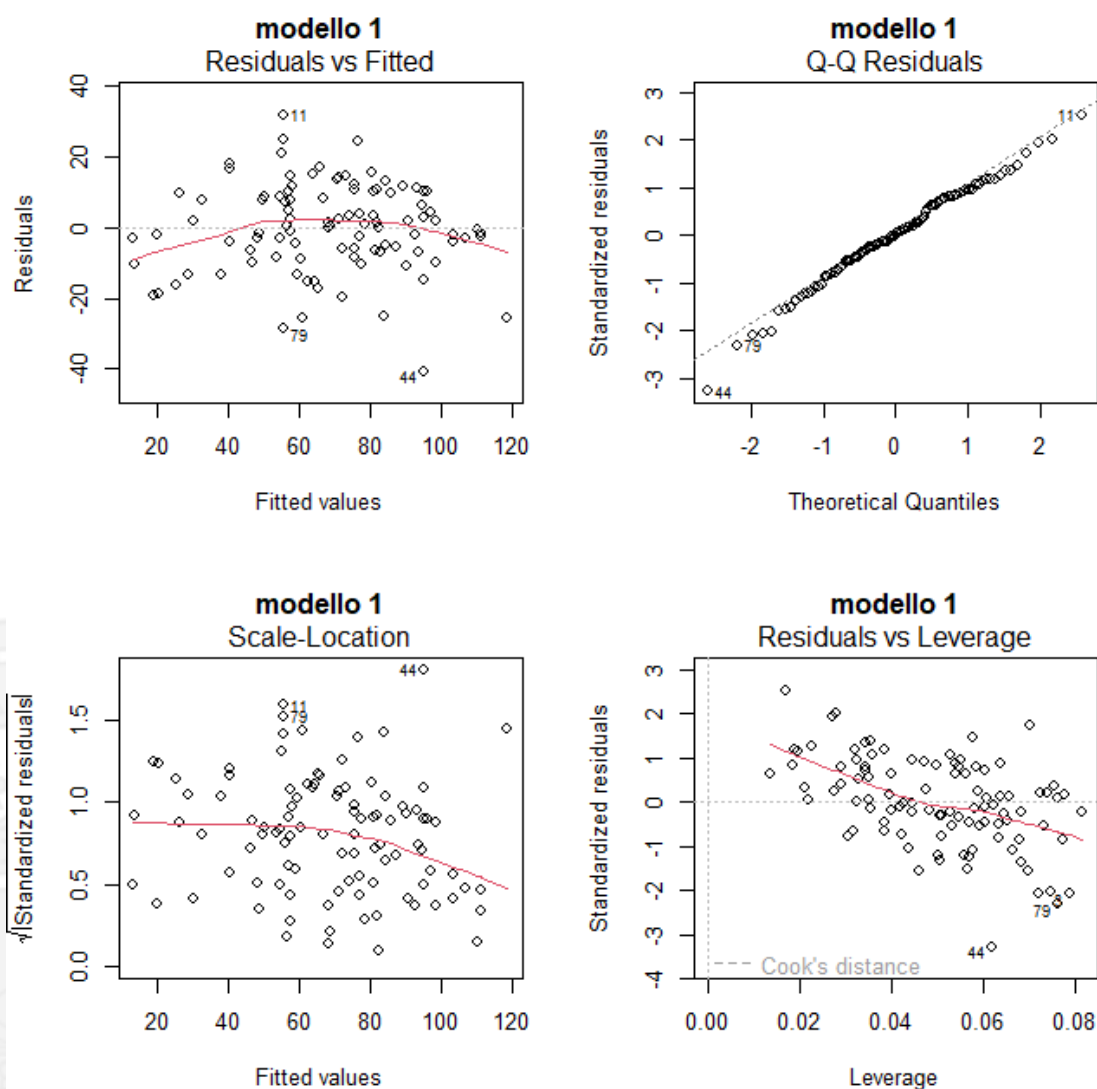 modello 1
Residuals vs Fitted
Residuals
40
20
0
-20
-40
11
79
44
20 40 60 80 100 120
Fitted values
modello 1
Q-Q Residuals
Standardized residuals
3
2
1
0
-1
-2
-3
11
79
44
-2 -1 0 1 2
Theoretical Quantiles
modello 1
Scale-Location
√|Standardized residuals|
1.5
1.0
0.5
0.0
44
11
79
20 40 60 80 100 120
Fitted values
modello 1
Residuals vs Leverage
Standardized residuals
3
2
1
0
-1
-2
-3
-4
79
44
Cook's distance
0.00 0.02 0.04 0.06 0.08
Leverage